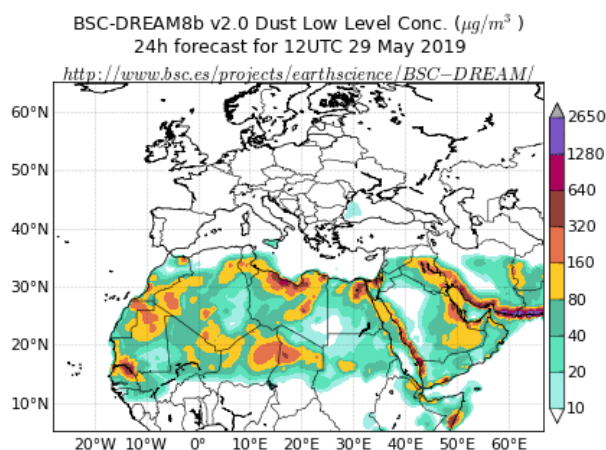 BSC-DREAM8b v2.0 Dust Low Level Conc. (μg/m³ )
24h forecast for 12UTC 29 May 2019
http://www.bsc.es/projects/earthscience/BSC−DREAM/
60°N
50°N
40°N
30°N
20°N
10°N
20°W 10°W 0° 10°E 20°E 30°E 40°E 50°E 60°E
2650
1280
640
320
160
80
40
20
10